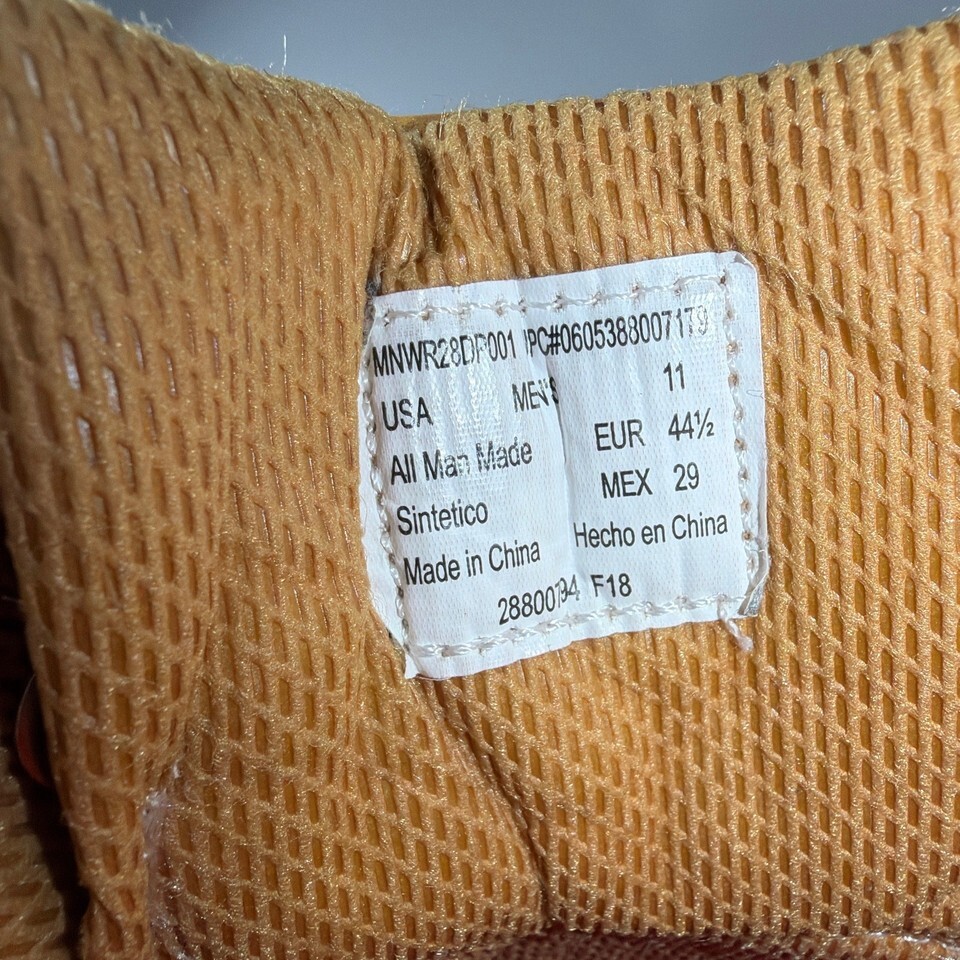 MNWR28DP001 UPC#0605388007179
USA MEN'S 11
All Man Made EUR 44½
Sintetico MEX 29
Made in China Hecho en China
28800794 F18